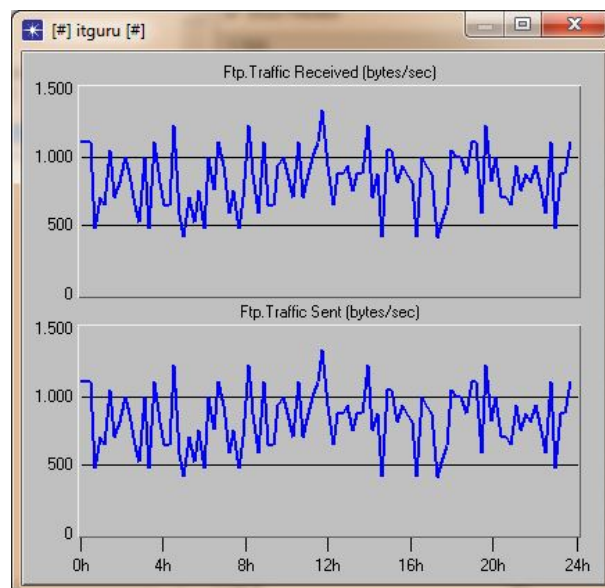 [#] itguru [#]
Ftp.Traffic Received (bytes/sec)
1.500
1.000
500
0
Ftp.Traffic Sent (bytes/sec)
1.500
1.000
500
0
0h 4h 8h 12h 16h 20h 24h